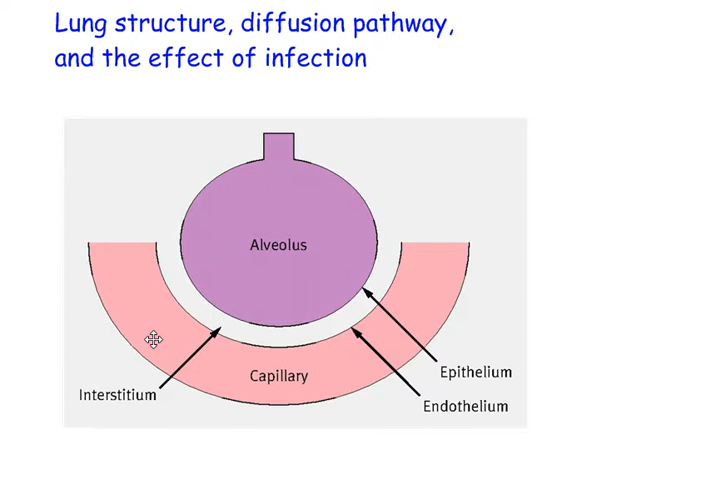 Lung structure, diffusion pathway,
and the effect of infection
Alveolus
Epithelium
Capillary
Interstitium
Endothelium